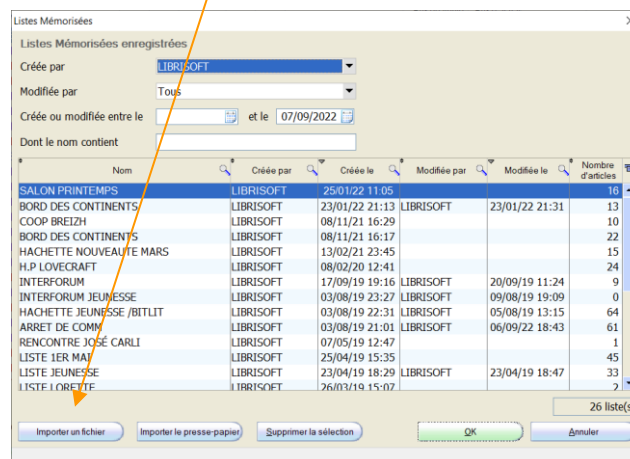 Listes Mémorisées
Listes Mémorisées enregistrées
Créée par LIBRISOFT
Modifiée par Tous
Créée ou modifiée entre le et le 07/09/2022
Dont le nom contient
Nom Créée par Créée le Modifiée par Modifiée le Nombre d'articles
SALON PRINTEMPS LIBRISOFT 25/01/22 11:05 16
BORD DES CONTINENTS LIBRISOFT 23/01/22 21:13 LIBRISOFT 23/01/22 21:31 13
COOP BREIZH LIBRISOFT 08/11/21 16:29 10
BORD DES CONTINENTS LIBRISOFT 08/11/21 16:17 22
HACHETTE NOUVEAUTE MARS LIBRISOFT 13/02/21 23:45 15
H.P LOVECRAFT LIBRISOFT 08/02/20 12:41 24
INTERFORUM LIBRISOFT 17/09/19 19:16 LIBRISOFT 20/09/19 11:24 9
INTERFORUM JEUNESSE LIBRISOFT 03/08/19 23:27 LIBRISOFT 09/08/19 19:09 0
HACHETTE JEUNESSE /BITLIT LIBRISOFT 03/08/19 22:31 LIBRISOFT 05/08/19 13:15 64
ARRET DE COMM LIBRISOFT 03/08/19 21:01 LIBRISOFT 06/09/22 18:43 61
RENCONTRE JOSÉ CARLI LIBRISOFT 07/05/19 12:47 1
LISTE 1ER MAI LIBRISOFT 25/04/19 15:35 45
LISTE JEUNESSE LIBRISOFT 23/04/19 18:29 LIBRISOFT 23/04/19 18:47 33
LISTE LORETTE LIBRISOFT 26/03/19 15:07 2
26 liste(s
Importer un fichier Importer le presse-papier Supprimer la sélection OK Annuler